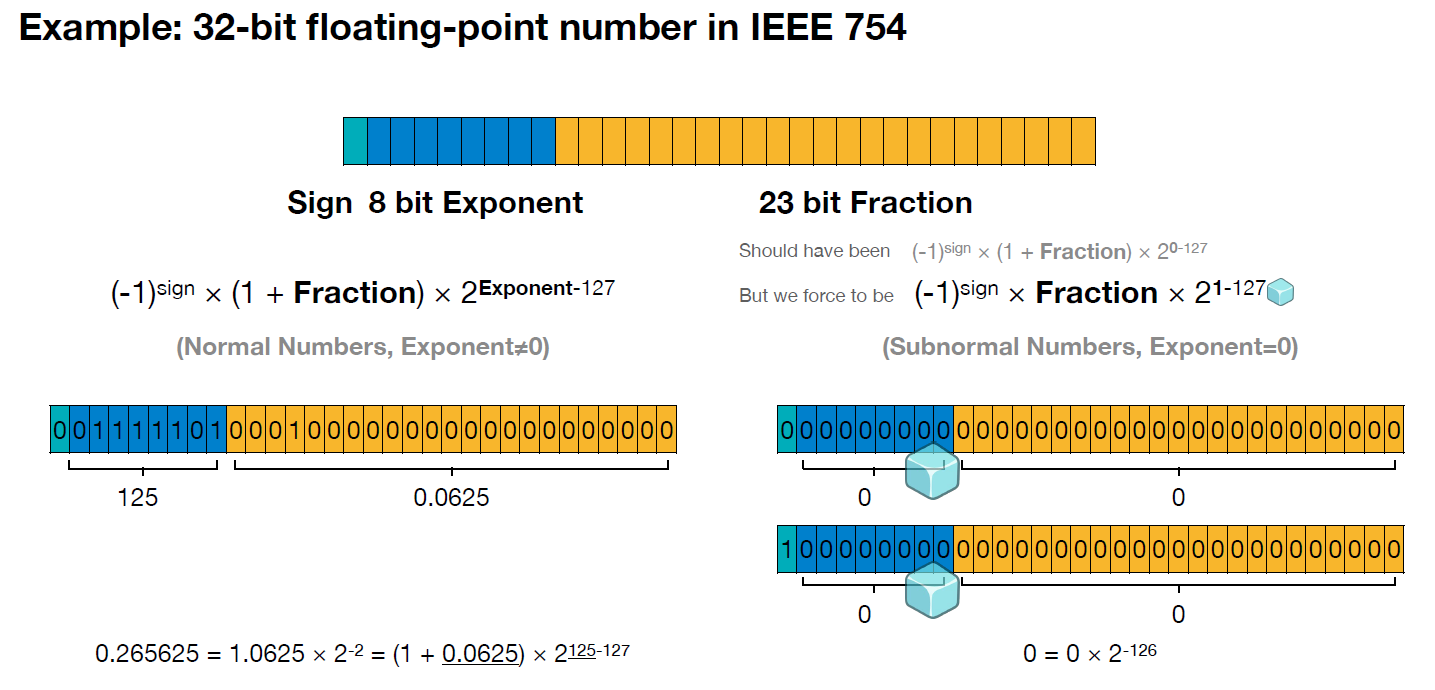 Example: 32-bit floating-point number in IEEE 754
Sign 8 bit Exponent
23 bit Fraction
Should have been (-1)^sign × (1 + Fraction) × 2^0-127
(-1)^sign × (1 + Fraction) × 2^Exponent-127
But we force to be (-1)^sign × Fraction × 2^1-127
(Normal Numbers, Exponent≠0)
(Subnormal Numbers, Exponent=0)
0 0 1 1 1 1 1 0 1 0 0 0 1 0 0 0 0 0 0 0 0 0 0 0 0 0 0 0 0 0 0 0
125
0.0625
0 0 0 0 0 0 0 0 0 0 0 0 0 0 0 0 0 0 0 0 0 0 0 0 0 0 0 0 0 0 0 0
0
0
1 0 0 0 0 0 0 0 0 0 0 0 0 0 0 0 0 0 0 0 0 0 0 0 0 0 0 0 0 0 0 0
0
0
0.265625 = 1.0625 × 2^-2 = (1 + 0.0625) × 2^125-127
0 = 0 × 2^-126